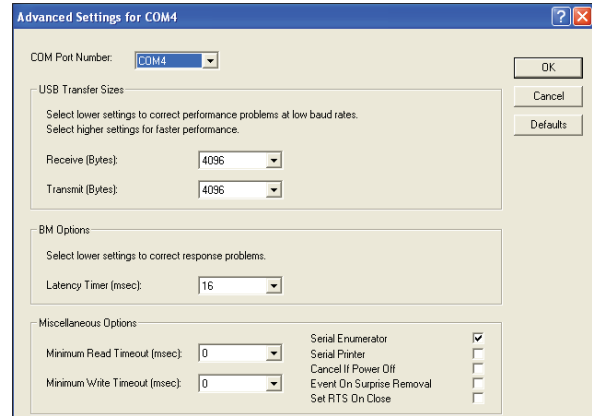 Advanced Settings for COM4
COM Port Number: COM4
OK
USB Transfer Sizes
Cancel
Select lower settings to correct performance problems at low baud rates.
Defaults
Select higher settings for faster performance.
Receive (Bytes): 4096
Transmit (Bytes): 4096
BM Options
Select lower settings to correct response problems.
Latency Timer (msec): 16
Miscellaneous Options
Minimum Read Timeout (msec): 0
Minimum Write Timeout (msec): 0
Serial Enumerator
Serial Printer
Cancel If Power Off
Event On Surprise Removal
Set RTS On Close